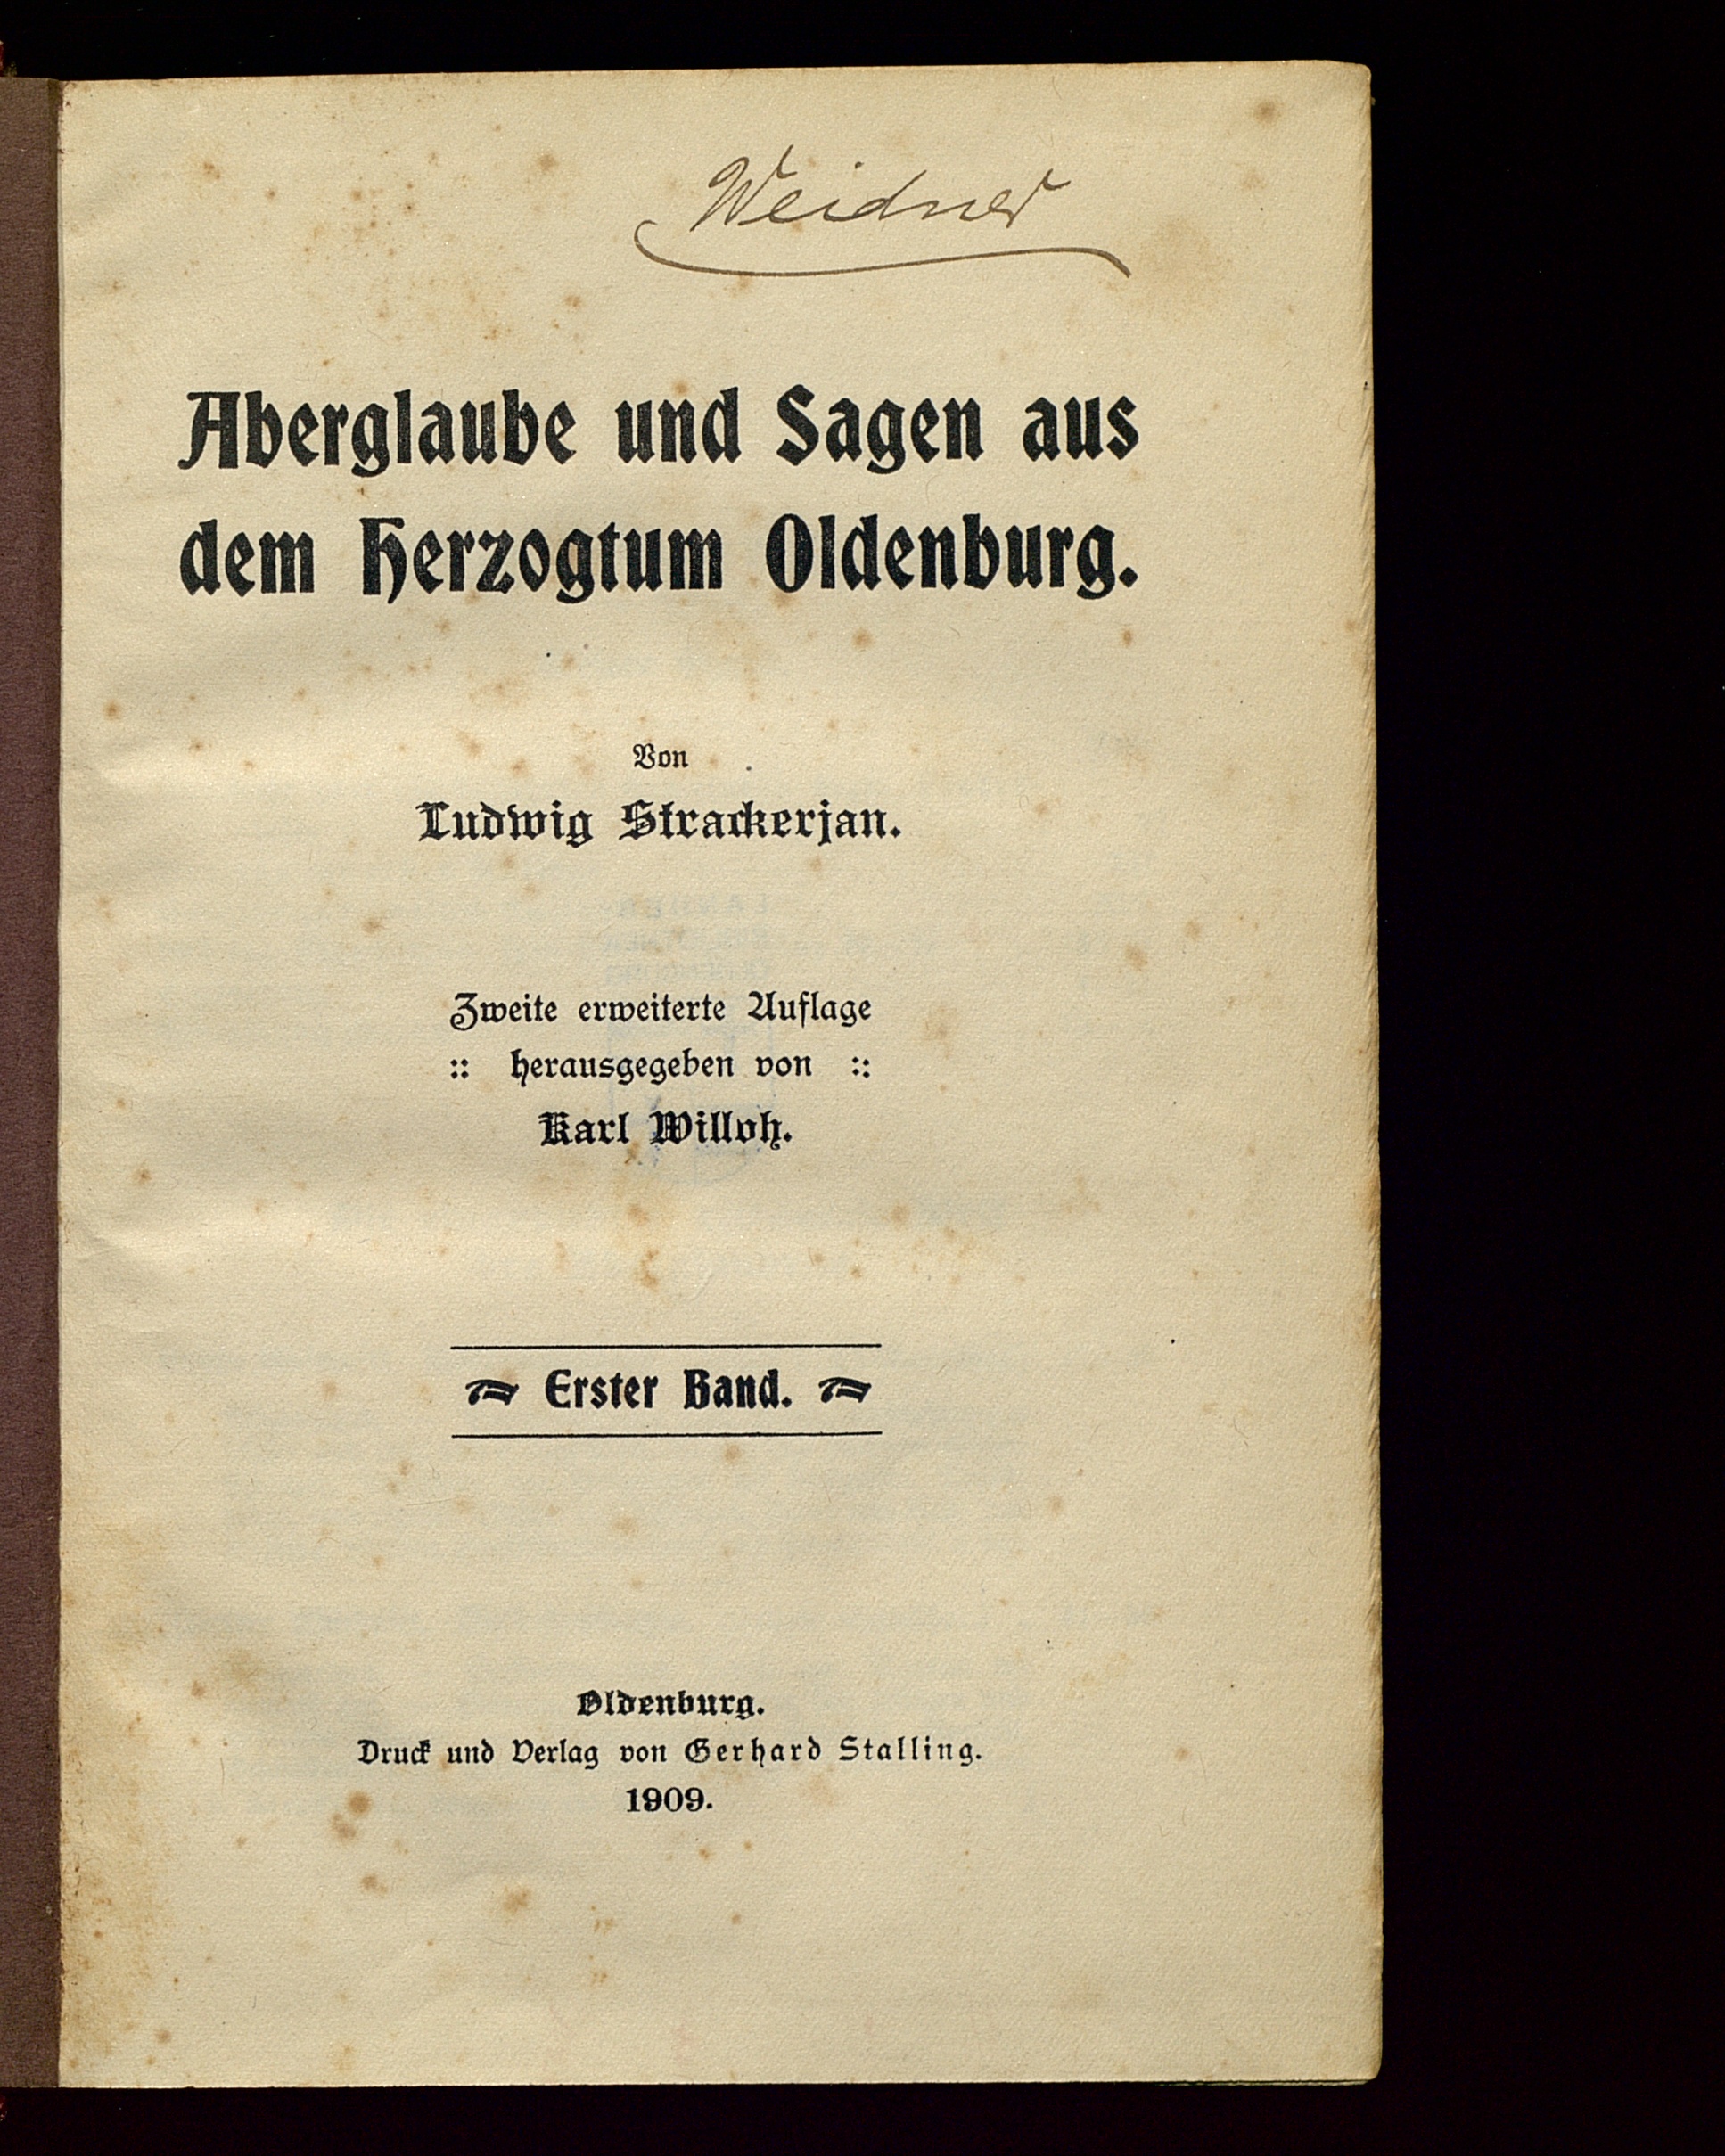 Weidner
Aberglaube und Sagen aus
dem Herzogtum Oldenburg.
Von
Ludwig Strackerjan.
Zweite erweiterte Auflage
:: herausgegeben von ::
Karl Willoh.
Erster Band.
Oldenburg.
Druck und Verlag von Gerhard Stalling.
1909.